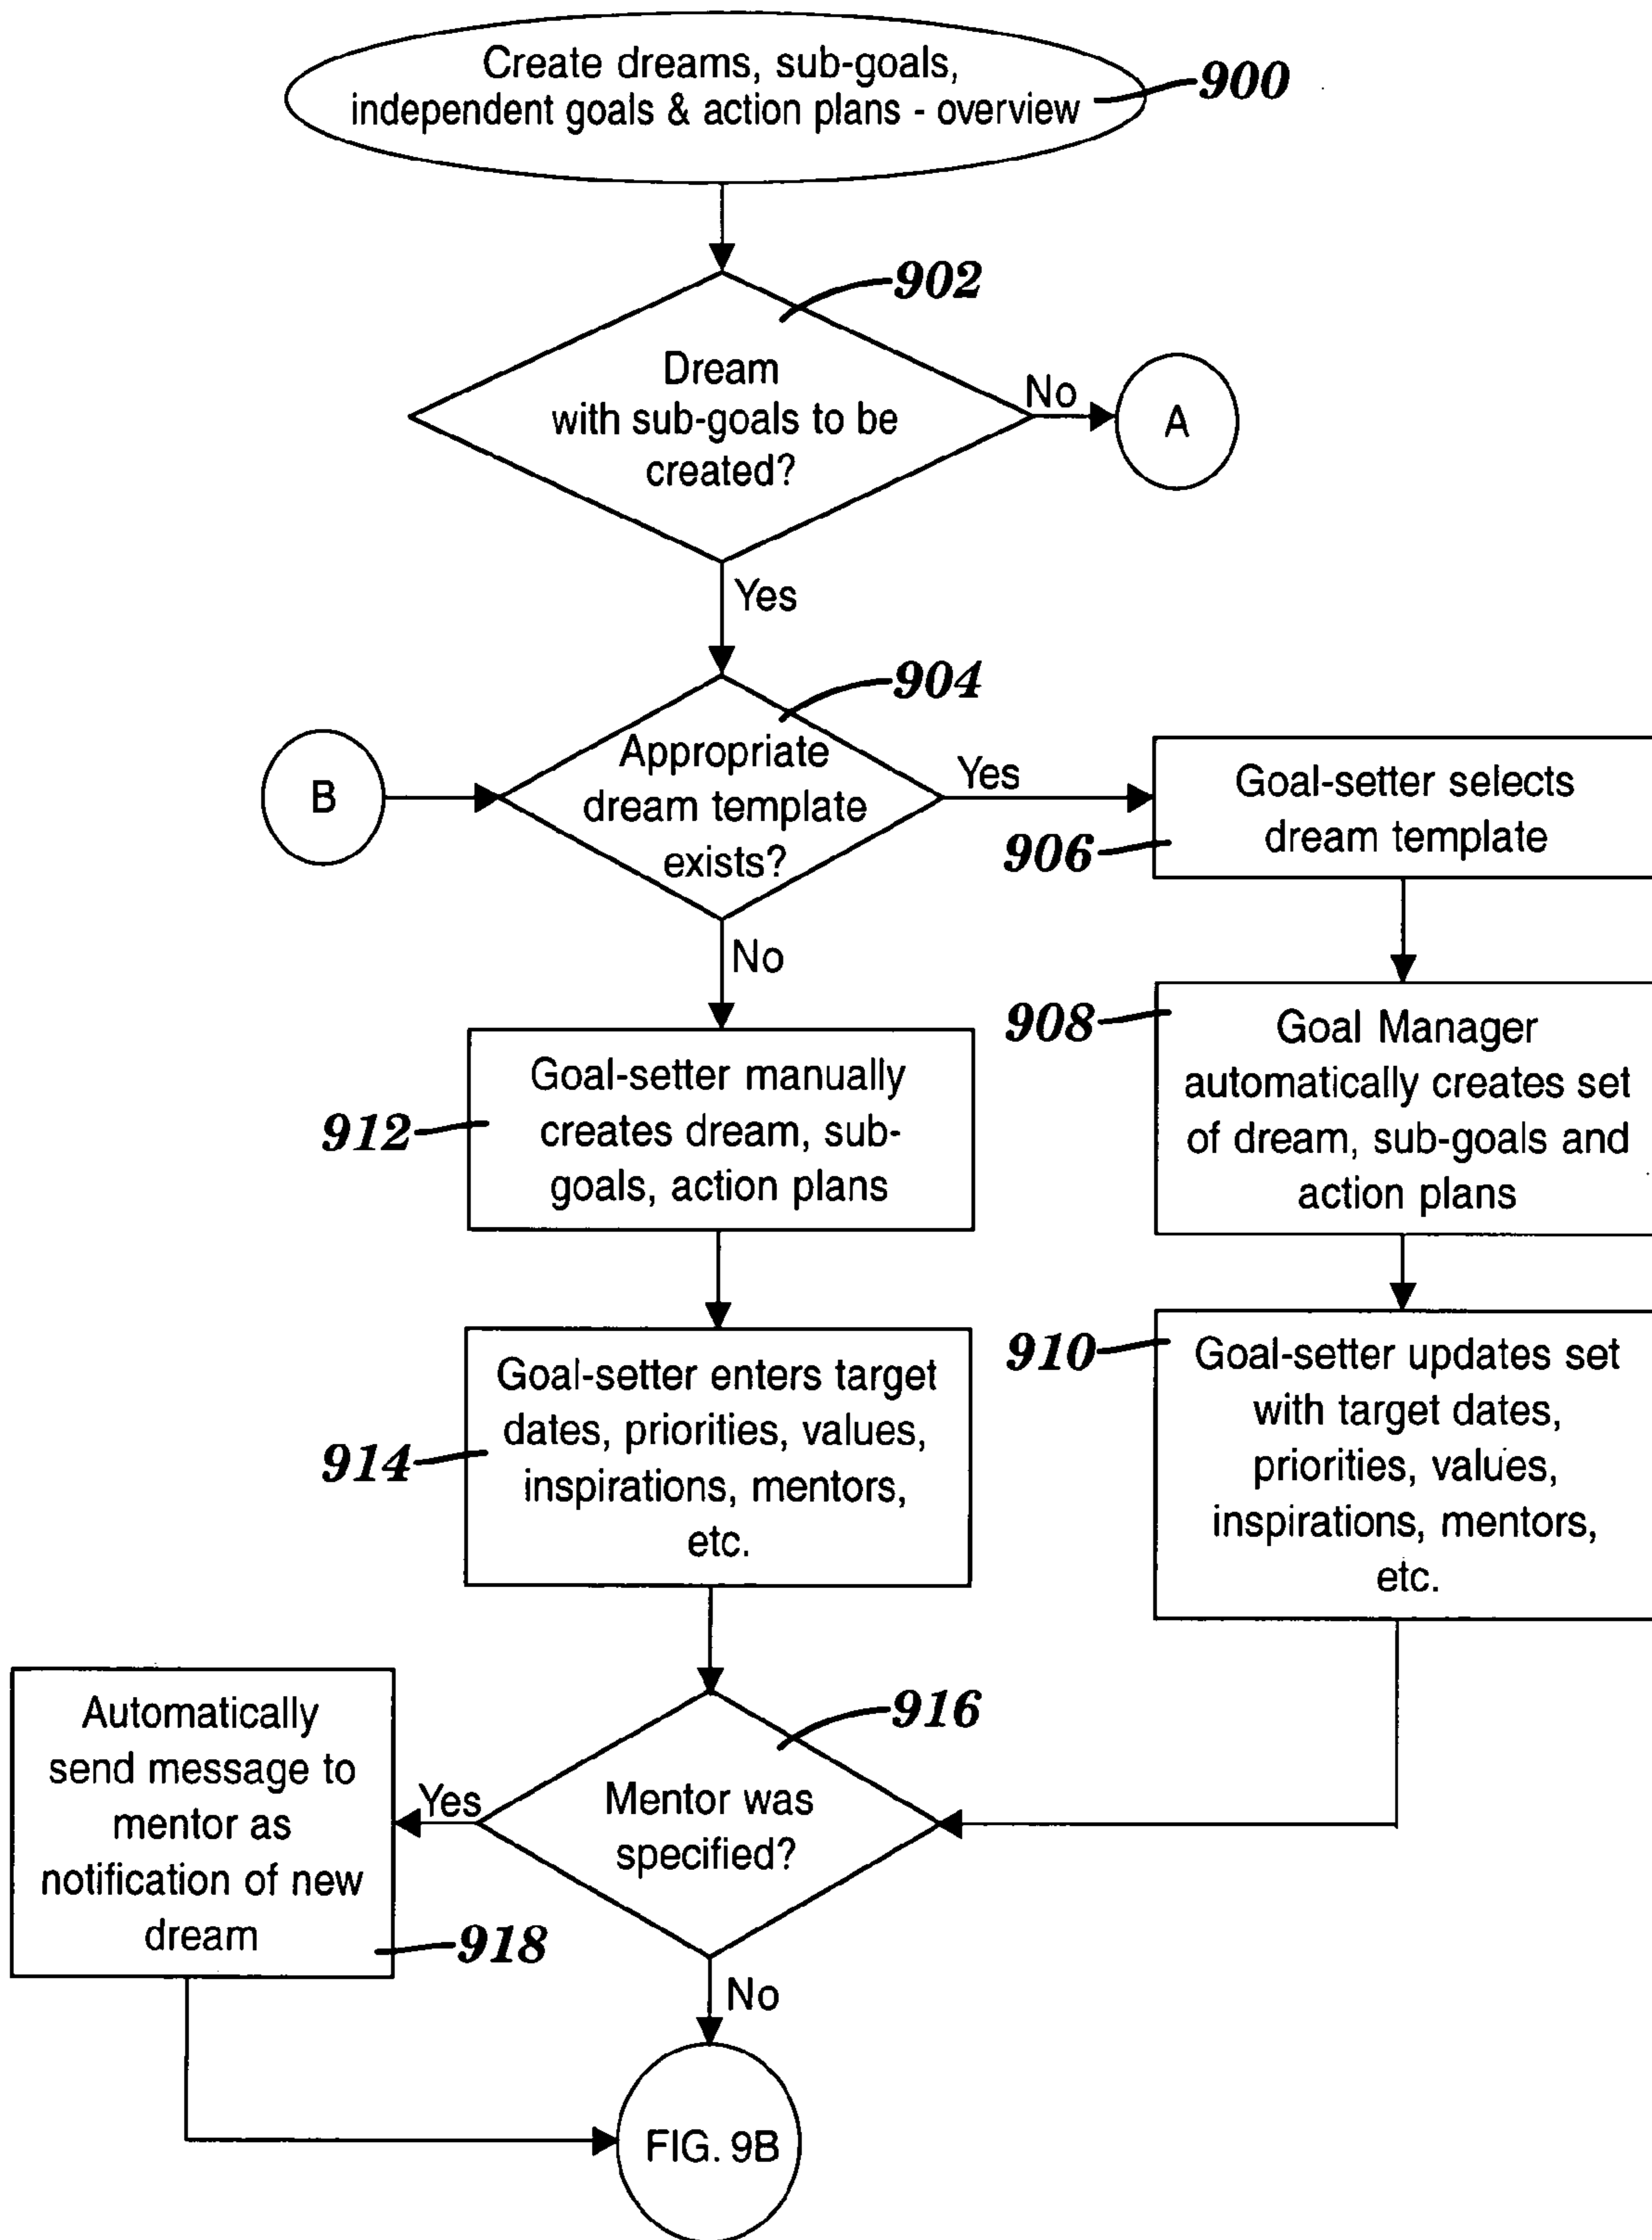 Create dreams, sub-goals,
independent goals & action plans - overview
900
902
Dream
with sub-goals to be
created?
No
A
Yes
904
B
Appropriate
dream template
exists?
Yes
Goal-setter selects
dream template
906
No
908
Goal Manager
automatically creates set
of dream, sub-goals and
action plans
Goal-setter manually
creates dream, sub-
goals, action plans
912
910
Goal-setter updates set
with target dates,
priorities, values,
inspirations, mentors,
etc.
Goal-setter enters target
dates, priorities, values,
inspirations, mentors,
etc.
914
916
Mentor was
specified?
Yes
Automatically
send message to
mentor as
notification of new
dream
918
No
FIG. 9B